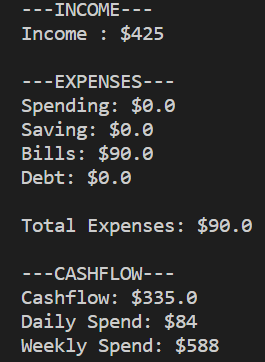 ---INCOME---
Income : $425
---EXPENSES---
Spending: $0.0
Saving: $0.0
Bills: $90.0
Debt: $0.0
Total Expenses: $90.0
---CASHFLOW---
Cashflow: $335.0
Daily Spend: $84
Weekly Spend: $588